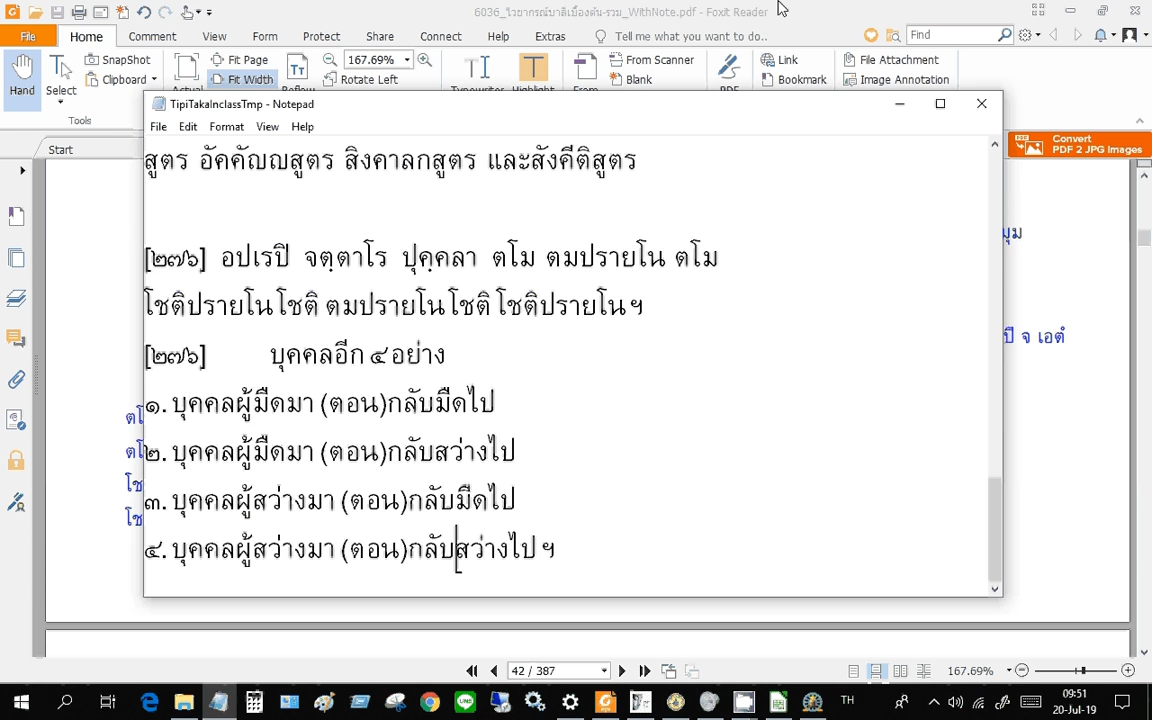 6036_ไวยากรณ์บาลีเบื้องต้น-รวม_WithNote.pdf - Foxit Reader
File Home Comment View Form Protect Share Connect Help Extras Tell me what you want to do.. Find
Hand Select SnapShot Clipboard Fit Page Fit Width 167.69% Rotate Left From Scanner Blank Link Bookmark File Attachment Image Annotation
Tools
Start
Convert
PDF 2 JPG Images
TipiTakaInclassTmp - Notepad
File Edit Format View Help
สูตร อัคคัญญสูตร สิงคาลกสูตร และสังคีติสูตร
[๒๗๖] อปเรปิ จตฺตาโร ปุคฺคลา ตโม ตมปรายโน ตโม
โชติปรายโน โชติ ตมปรายโน โชติ โชติปรายโน ฯ
[๒๗๖] บุคคลอีก ๔ อย่าง
๑. บุคคลผู้มืดมา (ตอน)กลับมืดไป
๒. บุคคลผู้มืดมา (ตอน)กลับสว่างไป
๓. บุคคลผู้สว่างมา (ตอน)กลับมืดไป
๔. บุคคลผู้สว่างมา (ตอน)กลับสว่างไป ฯ
ปี จ เอตํ
42 / 387 167.69%
TH 09:51
20-Jul-19